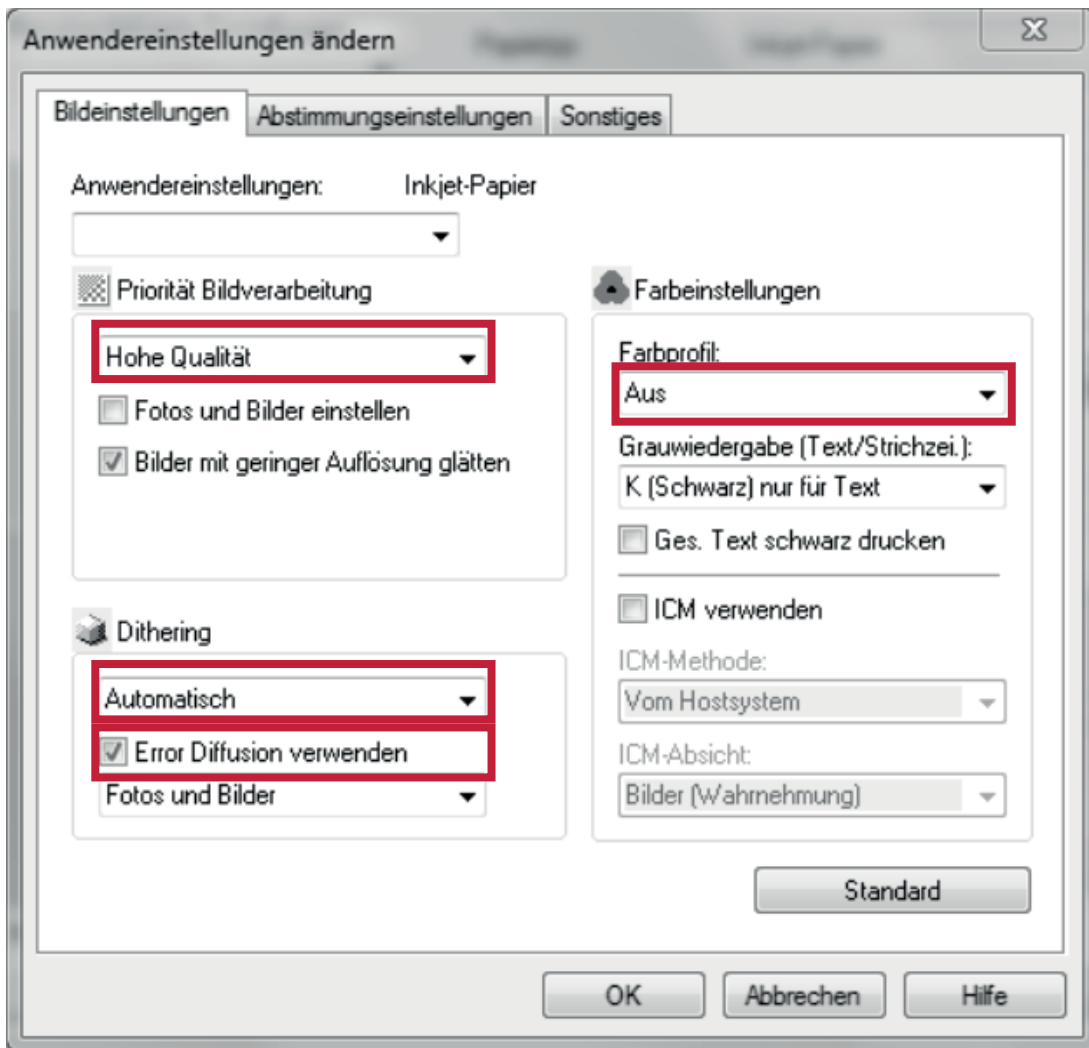 Anwendereinstellungen ändern
Bildeinstellungen Abstimmungseinstellungen Sonstiges
Anwendereinstellungen: Inkjet-Papier
Priorität Bildverarbeitung
Hohe Qualität
Fotos und Bilder einstellen
Bilder mit geringer Auflösung glätten
Dithering
Automatisch
Error Diffusion verwenden
Fotos und Bilder
Farbeinstellungen
Farbprofil:
Aus
Grauwiedergabe (Text/Strichzei.):
K (Schwarz) nur für Text
Ges. Text schwarz drucken
ICM verwenden
ICM-Methode:
Vom Hostsystem
ICM-Absicht:
Bilder (Wahrnehmung)
Standard
OK Abbrechen Hilfe